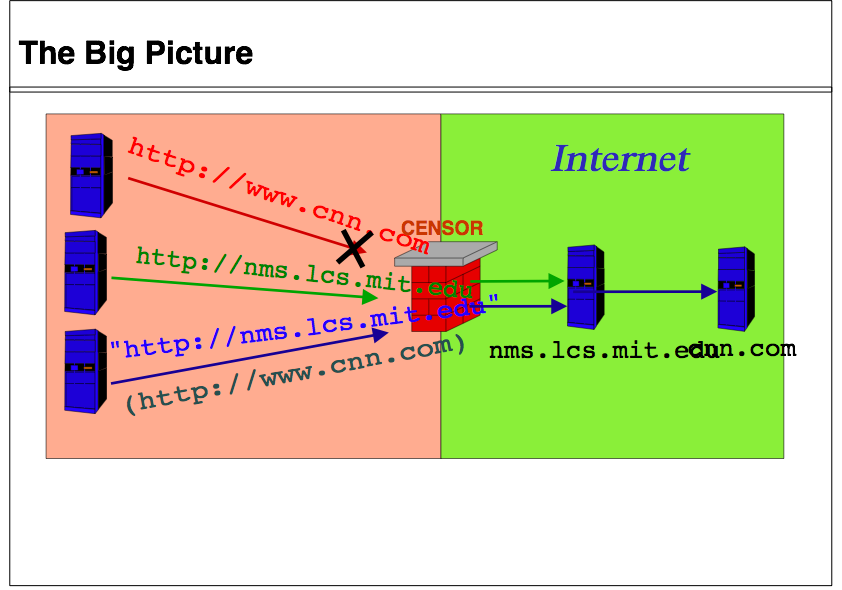 The Big Picture
Internet
http://www.cnn.com
CENSOR
http://nms.lcs.mit.edu
"http://nms.lcs.mit.edu"
(http://www.cnn.com)
nms.lcs.mit.edu
cnn.com